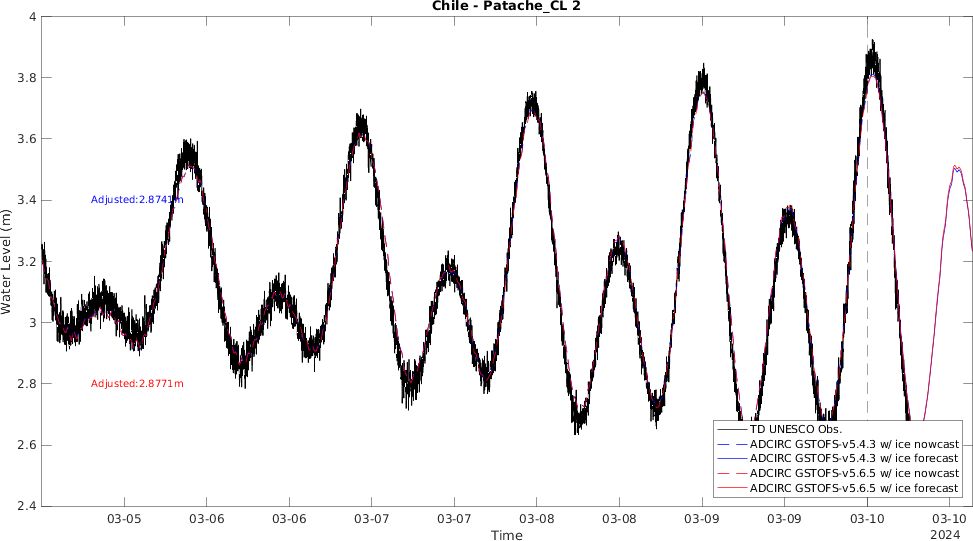 Chile - Patache_CL 2
4
3.8
3.6
3.4
3.2
3
2.8
2.6
2.4
Water Level (m)
Adjusted:2.8741m
Adjusted:2.8771m
TD UNESCO Obs.
ADCIRC GSTOFS-v5.4.3 w/ ice nowcast
ADCIRC GSTOFS-v5.4.3 w/ ice forecast
ADCIRC GSTOFS-v5.6.5 w/ ice nowcast
ADCIRC GSTOFS-v5.6.5 w/ ice forecast
03-05 03-06 03-06 03-07 03-07 03-08 03-08 03-09 03-09 03-10 03-10
2024
Time